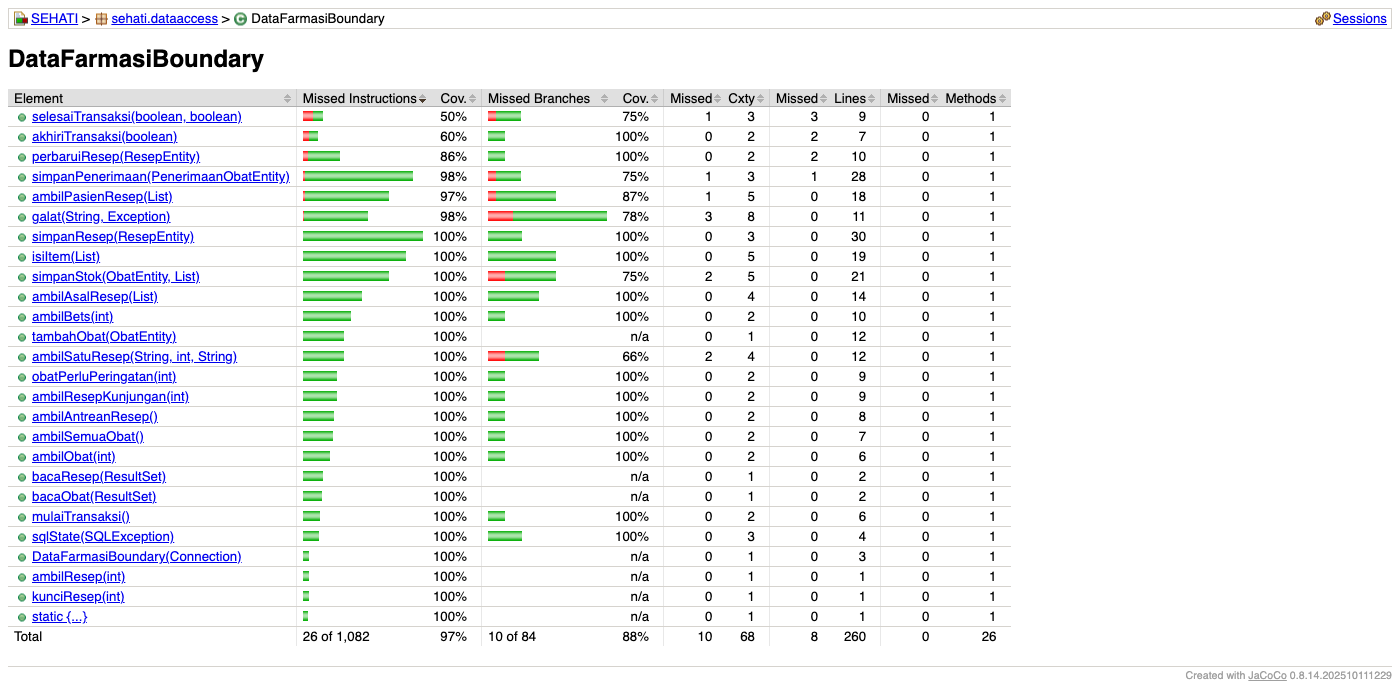 SEHATI > sehati.dataaccess > DataFarmasiBoundary Sessions
DataFarmasiBoundary
Element Missed Instructions Cov. Missed Branches Cov. Missed Cxty Missed Lines Missed Methods
selesaiTransaksi(boolean, boolean) 50% 75% 1 3 3 9 0 1
akhiriTransaksi(boolean) 60% 100% 0 2 2 7 0 1
perbaruiResep(ResepEntity) 86% 100% 0 2 2 10 0 1
simpanPenerimaan(PenerimaanObatEntity) 98% 75% 1 3 1 28 0 1
ambilPasienResep(List) 97% 87% 1 5 0 18 0 1
galat(String, Exception) 98% 78% 3 8 0 11 0 1
simpanResep(ResepEntity) 100% 100% 0 3 0 30 0 1
isiItem(List) 100% 100% 0 5 0 19 0 1
simpanStok(ObatEntity, List) 100% 75% 2 5 0 21 0 1
ambilAsalResep(List) 100% 100% 0 4 0 14 0 1
ambilBets(int) 100% 100% 0 2 0 10 0 1
tambahObat(ObatEntity) 100% n/a 0 1 0 12 0 1
ambilSatuResep(String, int, String) 100% 66% 2 4 0 12 0 1
obatPerluPeringatan(int) 100% 100% 0 2 0 9 0 1
ambilResepKunjungan(int) 100% 100% 0 2 0 9 0 1
ambilAntreanResep() 100% 100% 0 2 0 8 0 1
ambilSemuaObat() 100% 100% 0 2 0 7 0 1
ambilObat(int) 100% 100% 0 2 0 6 0 1
bacaResep(ResultSet) 100% n/a 0 1 0 2 0 1
bacaObat(ResultSet) 100% n/a 0 1 0 2 0 1
mulaiTransaksi() 100% 100% 0 2 0 6 0 1
sqlState(SQLException) 100% 100% 0 3 0 4 0 1
DataFarmasiBoundary(Connection) 100% n/a 0 1 0 3 0 1
ambilResep(int) 100% n/a 0 1 0 1 0 1
kunciResep(int) 100% n/a 0 1 0 1 0 1
static {...} 100% n/a 0 1 0 1 0 1
Total 26 of 1,082 97% 10 of 84 88% 10 68 8 260 0 26
Created with JaCoCo 0.8.14.202510111229